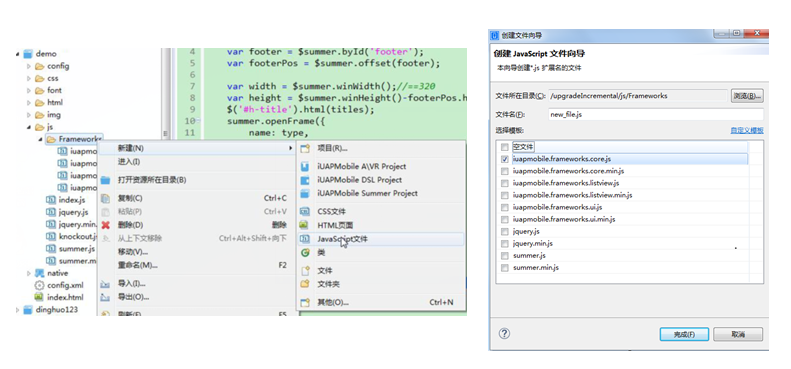 demo
config
css
font
html
img
js
Frameworks
iuapmo
iuapmo
iuapmo
iuapmo
index.js
jquery.js
jquery.min.
knockout.j
summer.js
summer.m
native
config.xml
index.html
dinghuo123
4 var footer = $summer.byId('footer');
5 var footerPos = $summer.offset(footer);
6
7 var width = $summer.winWidth();//==320
8 var height = $summer.winHeight()-footerPos.h
9 $('#h-title').html(titles);
10 summer.openFrame({
11 name: type,
新建(N)
进入(I)
打开资源所在目录(B)
复制(C) Ctrl+C
粘贴(P) Ctrl+V
删除(D) 删除
从上下文移除 Ctrl+Alt+Shift+向下
移动(V)...
重命名(M)... F2
导入(I)...
导出(O)...
刷新(F) F5
项目(R)...
iUAPMobile A\VR Project
iUAPMobile DSL Project
iUAPMobile Summer Project
CSS文件
HTML页面
JavaScript文件
类
文件
文件夹
其他(O)... Ctrl+N
创建文件向导
创建 JavaScript 文件向导
本向导创建*.js 扩展名的文件
文件所在目录(C): /upgradeIncremental/js/Frameworks 浏览(B)...
文件名(F): new_file.js
选择模板: 自定义模板
空文件
iuapmobile.frameworks.core.js
iuapmobile.frameworks.core.min.js
iuapmobile.frameworks.listview.js
iuapmobile.frameworks.listview.min.js
iuapmobile.frameworks.ui.js
iuapmobile.frameworks.ui.min.js
jquery.js
jquery.min.js
summer.js
summer.min.js
完成(F) 取消